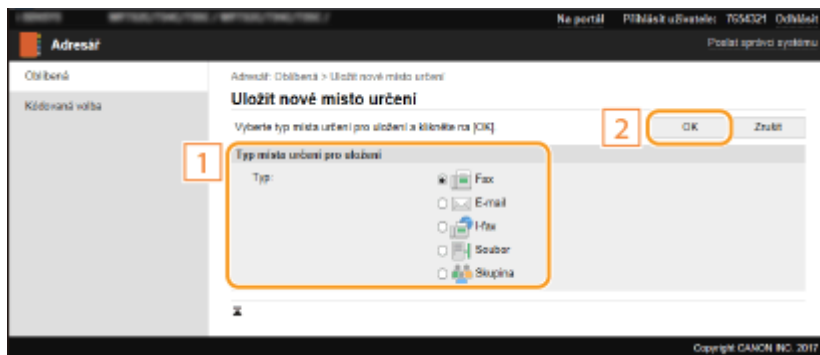 Na portál Přihlásit uživatele: 7654321 Odhlásit
Adresář
Poslat správci systému
Oblíbená
Kódovaná volba
Adresář: Oblíbená > Uložit nové místo určení
Uložit nové místo určení
Vyberte typ místa určení pro uložení a klikněte na [OK].
2
OK
Zrušit
1
Typ místa určení pro uložení
Typ:
Fax
E-mail
I-fax
Soubor
Skupina
Copyright CANON INC. 2017